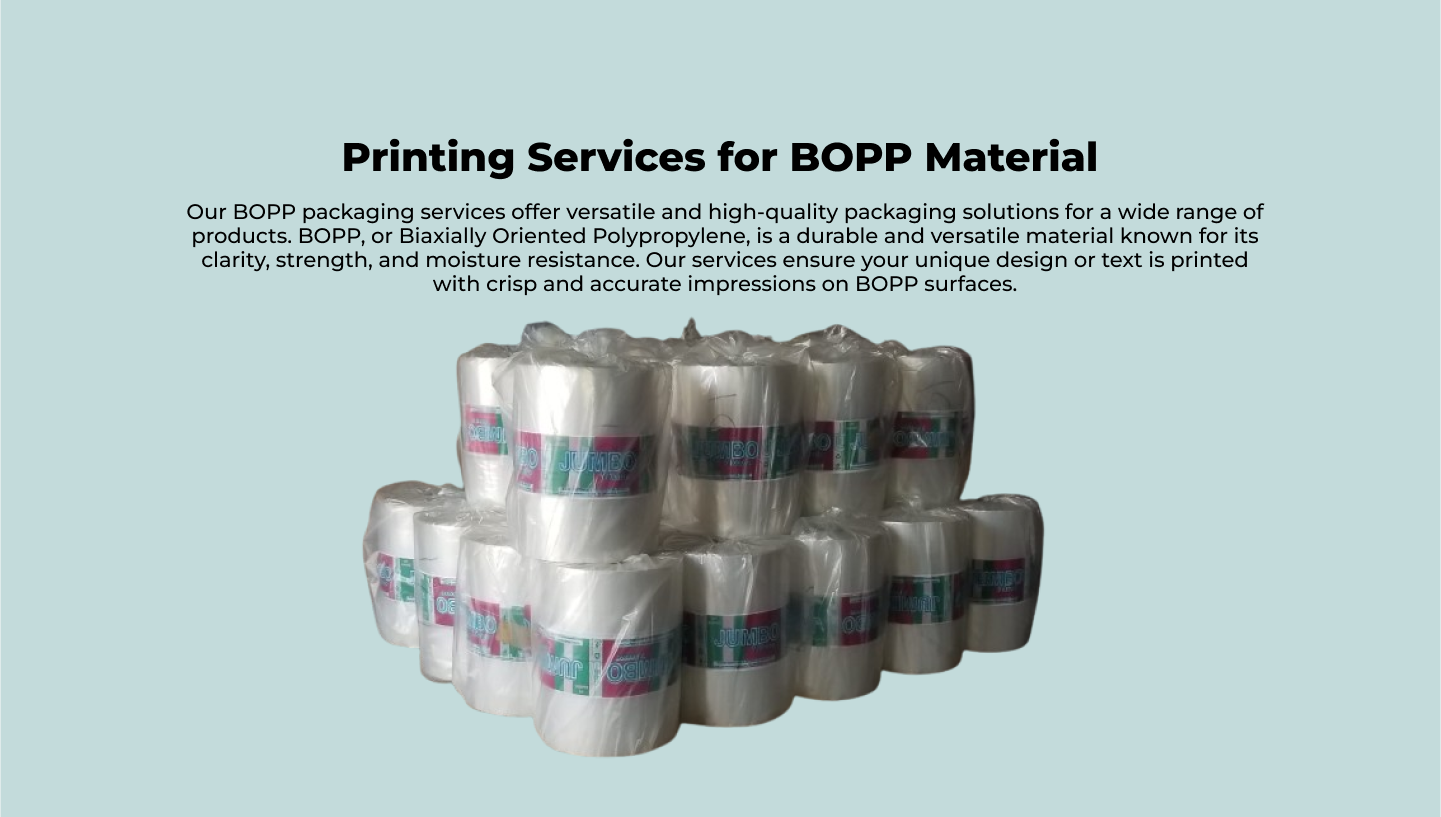 Printing Services for BOPP Material
Our BOPP packaging services offer versatile and high-quality packaging solutions for a wide range of
products. BOPP, or Biaxially Oriented Polypropylene, is a durable and versatile material known for its
clarity, strength, and moisture resistance. Our services ensure your unique design or text is printed
with crisp and accurate impressions on BOPP surfaces.
JUMBO
JUMBO
JUMBO
JUMBO